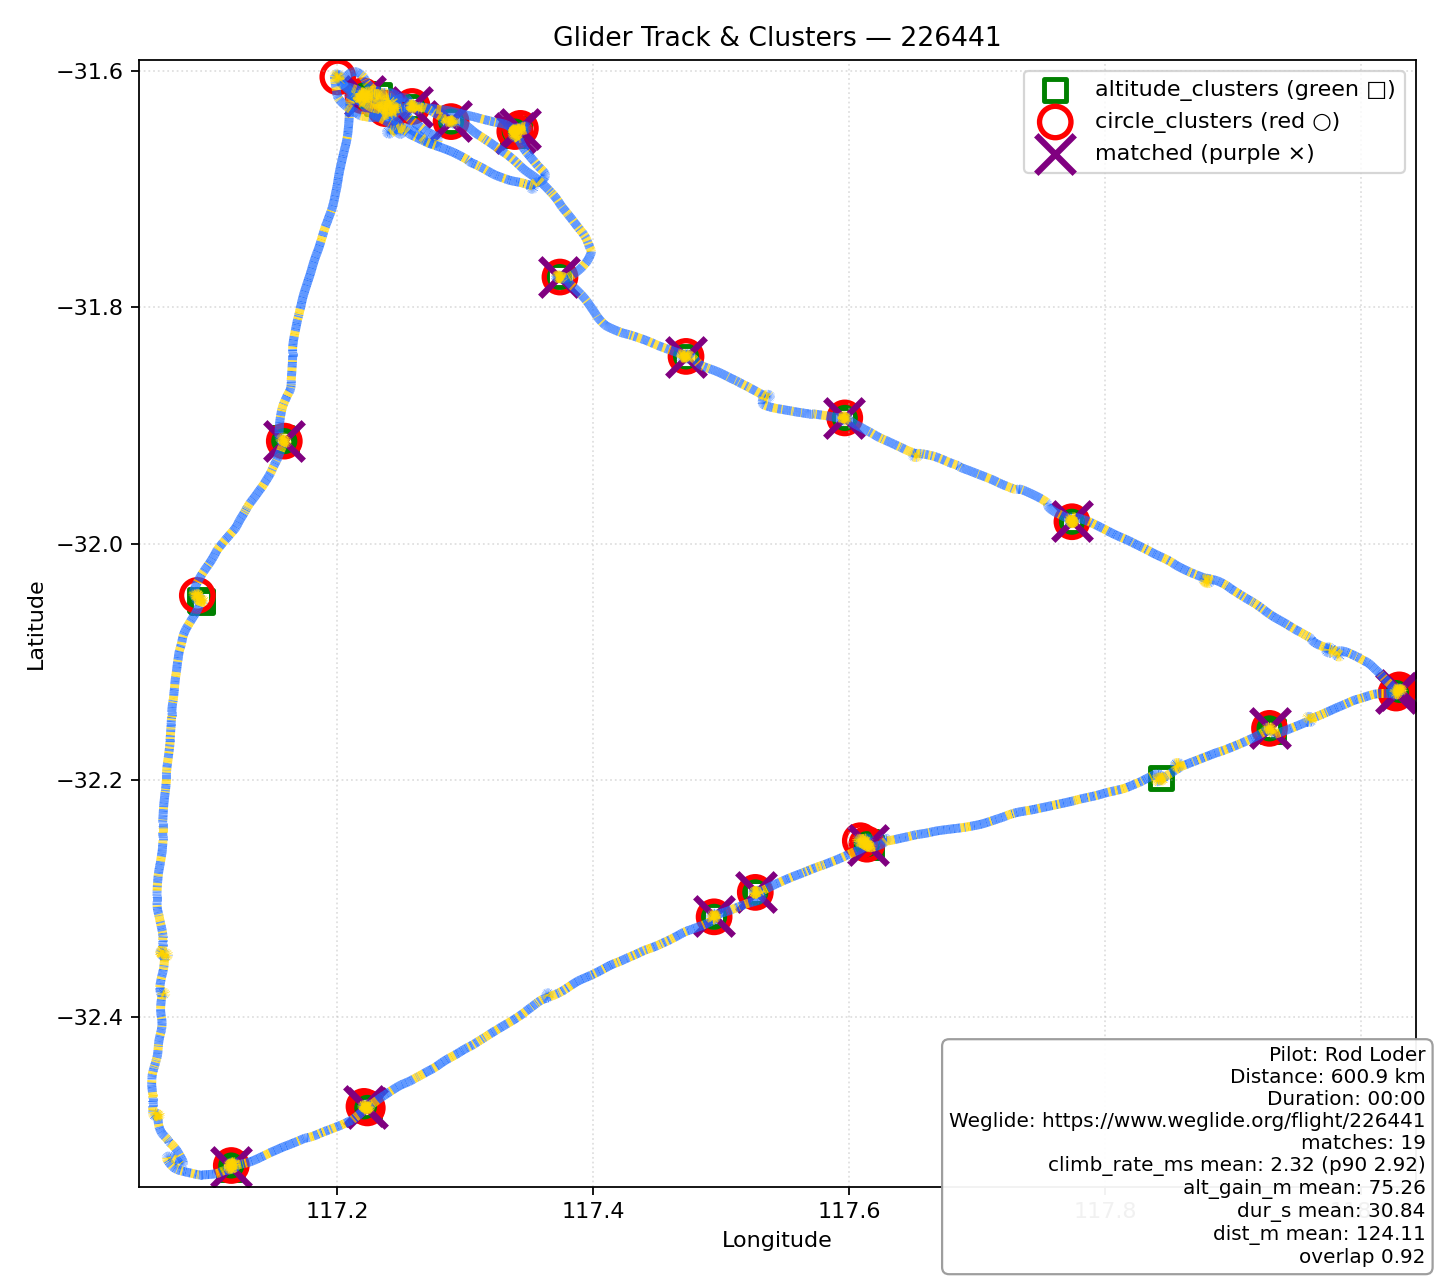 Glider Track & Clusters — 226441
altitude_clusters (green □)
circle_clusters (red ○)
matched (purple ×)
−31.6
−31.8
−32.0
−32.2
−32.4
Latitude
117.2
117.4
117.6
117.8
Longitude
Pilot: Rod Loder
Distance: 600.9 km
Duration: 00:00
Weglide: https://www.weglide.org/flight/226441
matches: 19
climb_rate_ms mean: 2.32 (p90 2.92)
alt_gain_m mean: 75.26
dur_s mean: 30.84
dist_m mean: 124.11
overlap 0.92